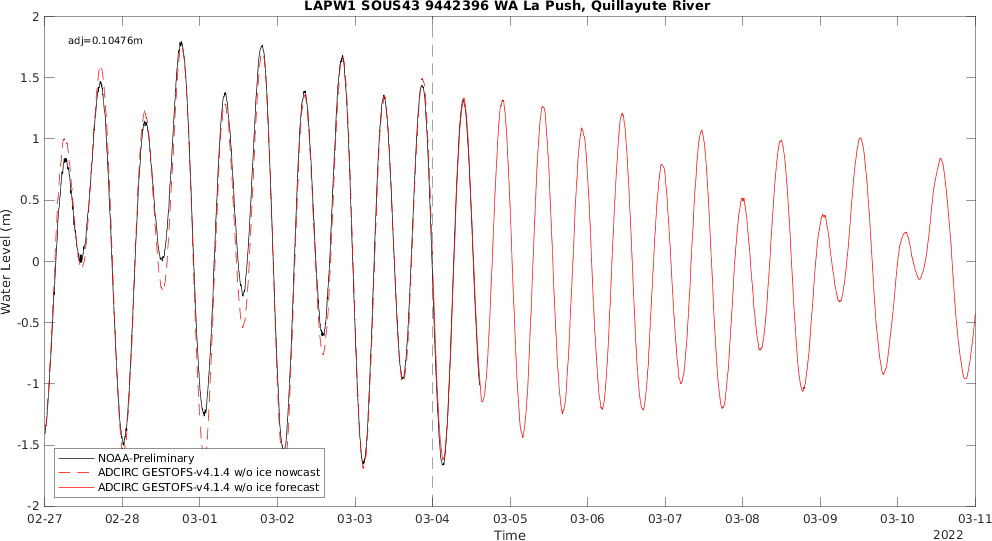 LAPW1 SOUS43 9442396 WA La Push, Quillayute River
adj=0.10476m
2
1.5
1
0.5
0
-0.5
-1
-1.5
-2
Water Level (m)
NOAA-Preliminary
ADCIRC GESTOFS-v4.1.4 w/o ice nowcast
ADCIRC GESTOFS-v4.1.4 w/o ice forecast
02-27 02-28 03-01 03-02 03-03 03-04 03-05 03-06 03-07 03-08 03-09 03-10 03-11
Time
2022